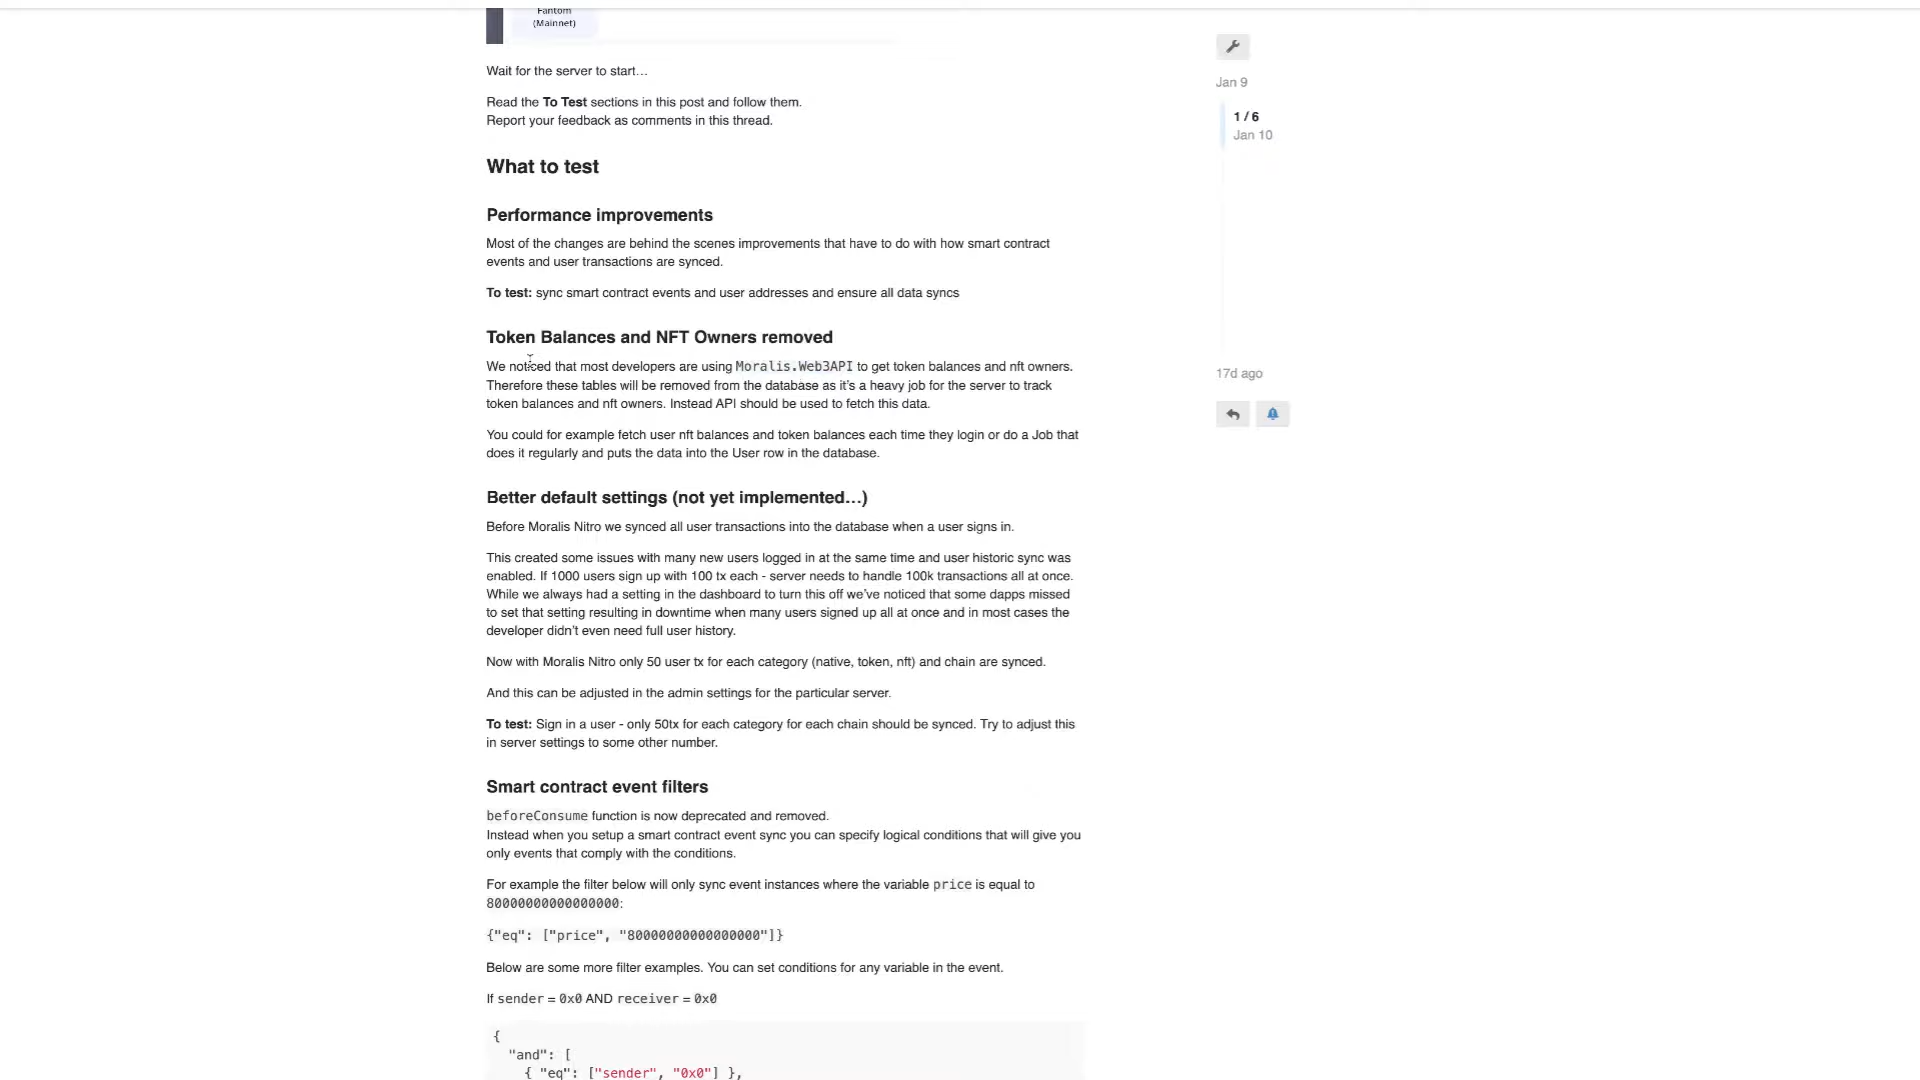 Fantom
(Mainnet)
Wait for the server to start…
Read the To Test sections in this post and follow them.
Report your feedback as comments in this thread.
What to test
Performance improvements
Most of the changes are behind the scenes improvements that have to do with how smart contract
events and user transactions are synced.
To test: sync smart contract events and user addresses and ensure all data syncs
Token Balances and NFT Owners removed
We noticed that most developers are using Moralis.Web3API to get token balances and nft owners.
Therefore these tables will be removed from the database as it’s a heavy job for the server to track
token balances and nft owners. Instead API should be used to fetch this data.
You could for example fetch user nft balances and token balances each time they login or do a Job that
does it regularly and puts the data into the User row in the database.
Better default settings (not yet implemented…)
Before Moralis Nitro we synced all user transactions into the database when a user signs in.
This created some issues with many new users logged in at the same time and user historic sync was
enabled. If 1000 users sign up with 100 tx each - server needs to handle 100k transactions all at once.
While we always had a setting in the dashboard to turn this off we’ve noticed that some dapps missed
to set that setting resulting in downtime when many users signed up all at once and in most cases the
developer didn’t even need full user history.
Now with Moralis Nitro only 50 user tx for each category (native, token, nft) and chain are synced.
And this can be adjusted in the admin settings for the particular server.
To test: Sign in a user - only 50tx for each category for each chain should be synced. Try to adjust this
in server settings to some other number.
Smart contract event filters
beforeConsume function is now deprecated and removed.
Instead when you setup a smart contract event sync you can specify logical conditions that will give you
only events that comply with the conditions.
For example the filter below will only sync event instances where the variable price is equal to
80000000000000000:
{"eq": ["price", "80000000000000000"]}
Below are some more filter examples. You can set conditions for any variable in the event.
If sender = 0x0 AND receiver = 0x0
{
"and": [
{ "eq": ["sender", "0x0"] },
Jan 9
1 / 6
Jan 10
17d ago